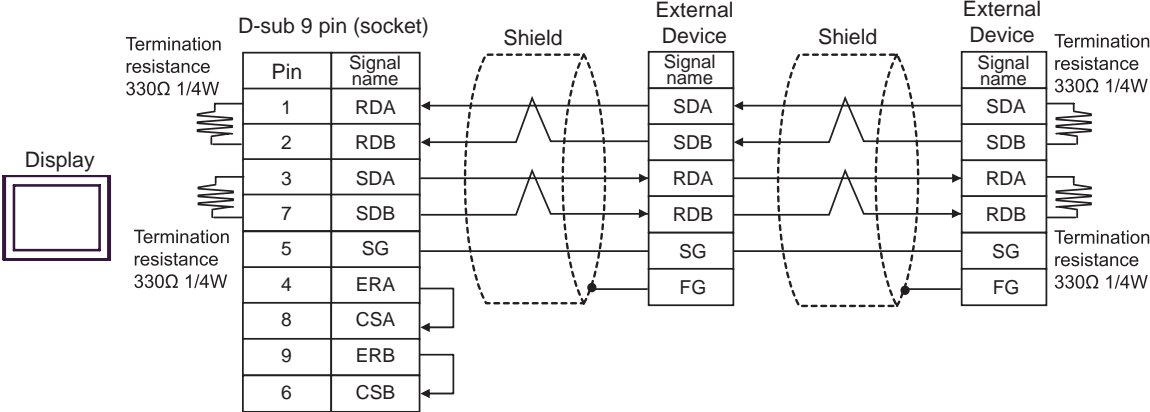 D-sub 9 pin (socket)
Shield
External
Device
Shield
External
Device
Termination
resistance
330Ω 1/4W
Termination
resistance
330Ω 1/4W
Pin
Signal
name
Signal
name
Signal
name
1 RDA SDA SDA
2 RDB SDB SDB
Display
3 SDA RDA RDA
7 SDB RDB RDB
Termination
resistance
330Ω 1/4W
Termination
resistance
330Ω 1/4W
5 SG SG SG
4 ERA FG FG
8 CSA
9 ERB
6 CSB